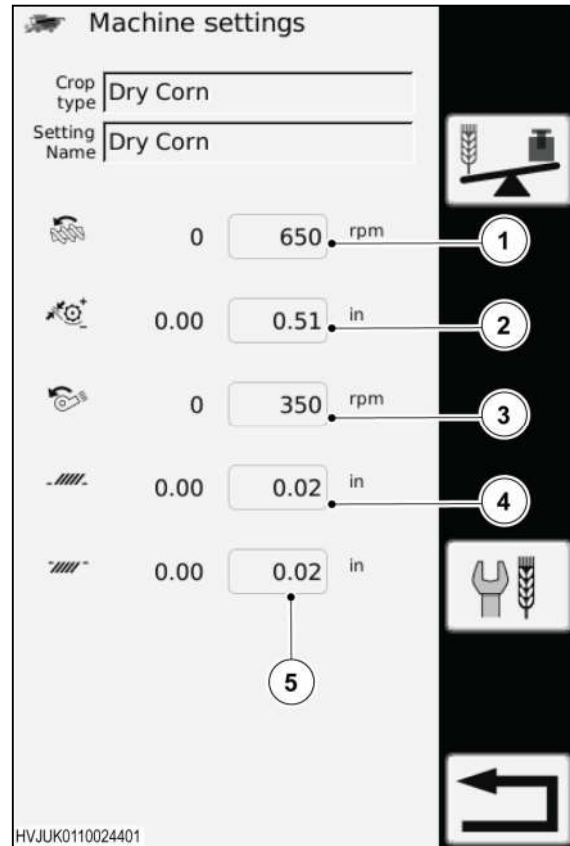 Machine settings
Crop type Dry Corn
Setting Name Dry Corn
0 650 rpm 1
0.00 0.51 in 2
0 350 rpm 3
0.00 0.02 in 4
0.00 0.02 in
5
HVJUK0110024401